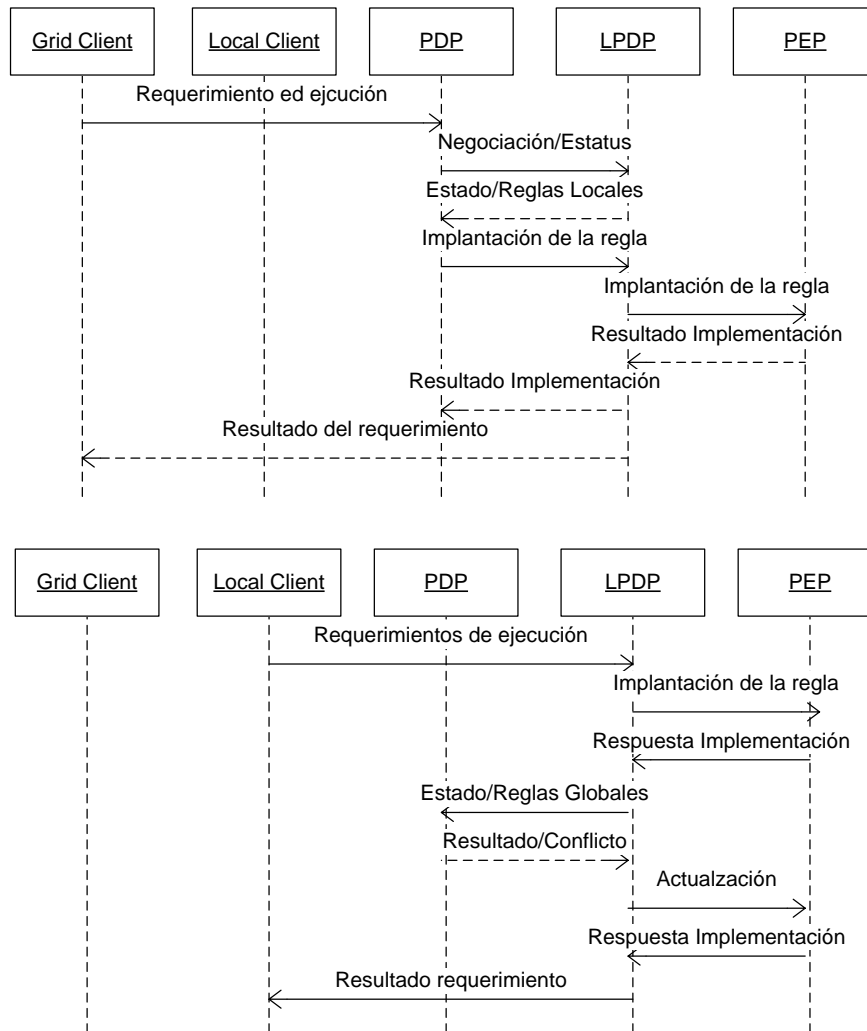 Grid Client
Local Client
PDP
LPDP
PEP
Requerimiento ed ejcución
Negociación/Estatus
Estado/Reglas Locales
Implantación de la regla
Implantación de la regla
Resultado Implementación
Resultado Implementación
Resultado del requerimiento
Grid Client
Local Client
PDP
LPDP
PEP
Requerimientos de ejecución
Implantación de la regla
Respuesta Implementación
Estado/Reglas Globales
Resultado/Conflicto
Actualzación
Respuesta Implementación
Resultado requerimiento